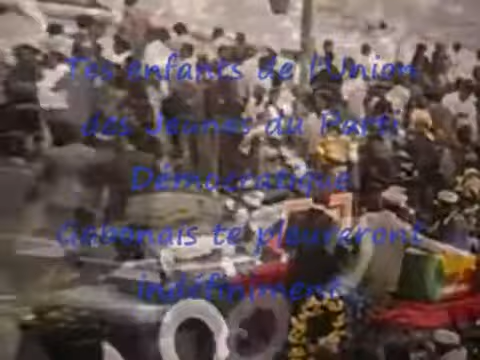 Tes enfants de l'Union
des Jeunes du Parti
Démocratique
Gabonais te pleureront
indéfiniment